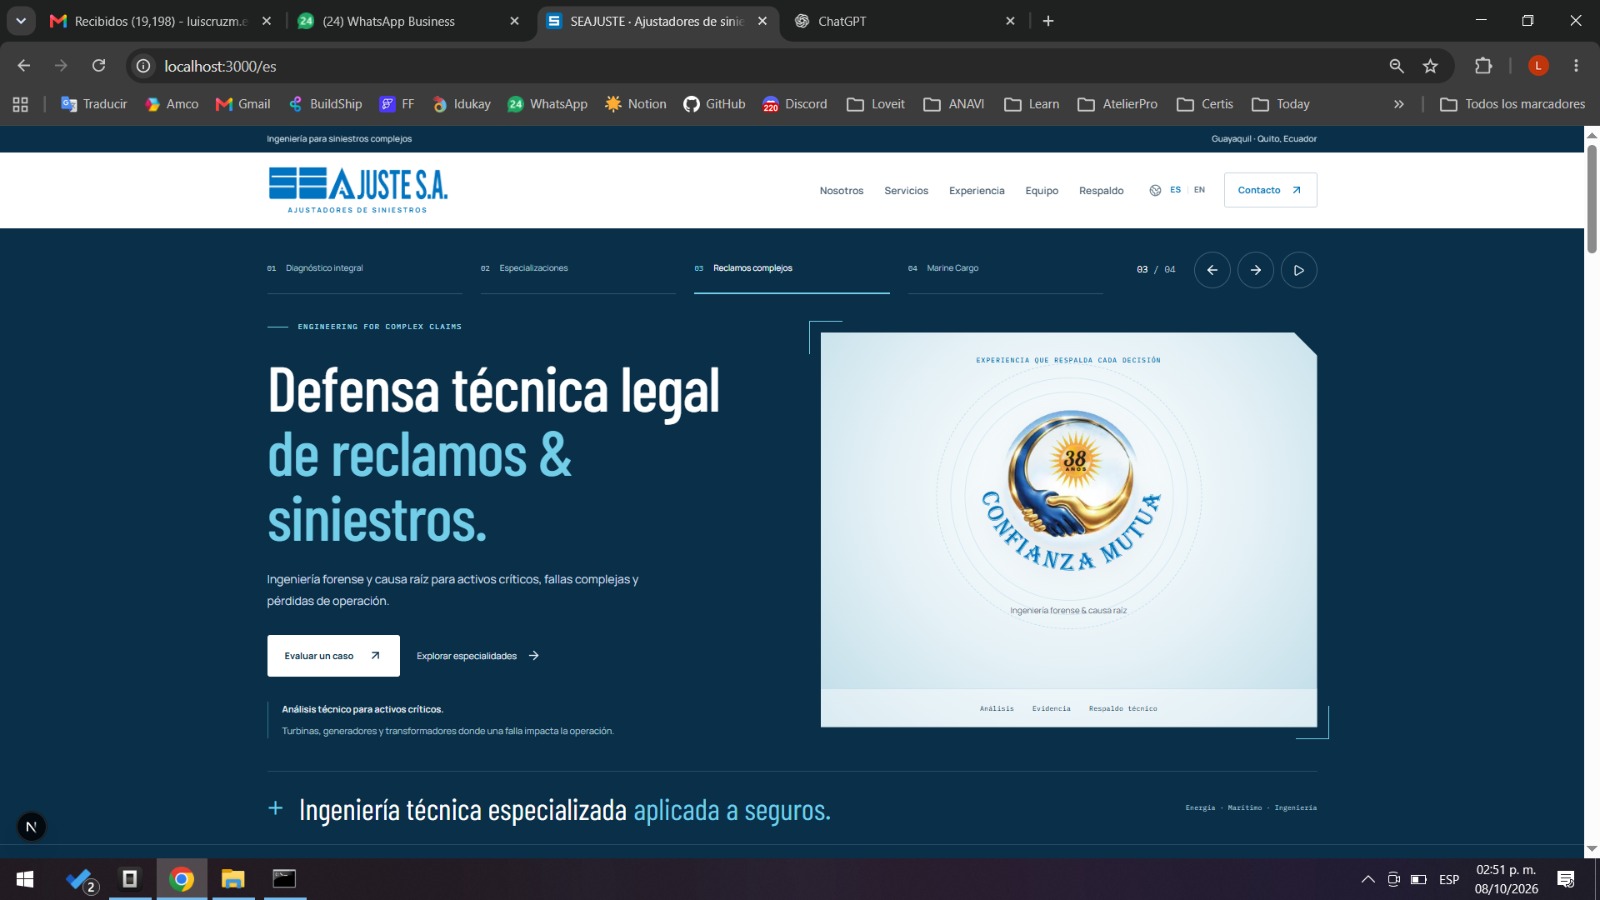 Recibidos (19,198) - luiscruzm.e
(24) WhatsApp Business
SEAJUSTE · Ajustadores de sinie
ChatGPT
localhost:3000/es
Traducir
Amco
Gmail
BuildShip
FF
Idukay
24
WhatsApp
Notion
GitHub
220
Discord
Loveit
ANAVI
Learn
AtelierPro
Certis
Today
Todos los marcadores
Ingeniería para siniestros complejos
Guayaquil · Quito, Ecuador
SEAJUSTE S.A.
AJUSTADORES DE SINIESTROS
Nosotros
Servicios
Experiencia
Equipo
Respaldo
ES | EN
Contacto
01 Diagnóstico integral
02 Especializaciones
03 Reclamos complejos
04 Marine Cargo
03 / 04
ENGINEERING FOR COMPLEX CLAIMS
Defensa técnica legal
de reclamos &
siniestros.
Ingeniería forense y causa raíz para activos críticos, fallas complejas y
pérdidas de operación.
Evaluar un caso
Explorar especialidades
Análisis técnico para activos críticos.
Turbinas, generadores y transformadores donde una falla impacta la operación.
EXPERIENCIA QUE RESPALDA CADA DECISIÓN
38
AÑOS
CONFIANZA MUTUA
Ingeniería forense & causa raíz
Análisis
Evidencia
Respaldo técnico
+ Ingeniería técnica especializada aplicada a seguros.
Energía · Marítimo · Ingeniería
N
2
ESP
02:51 p. m.
08/10/2026